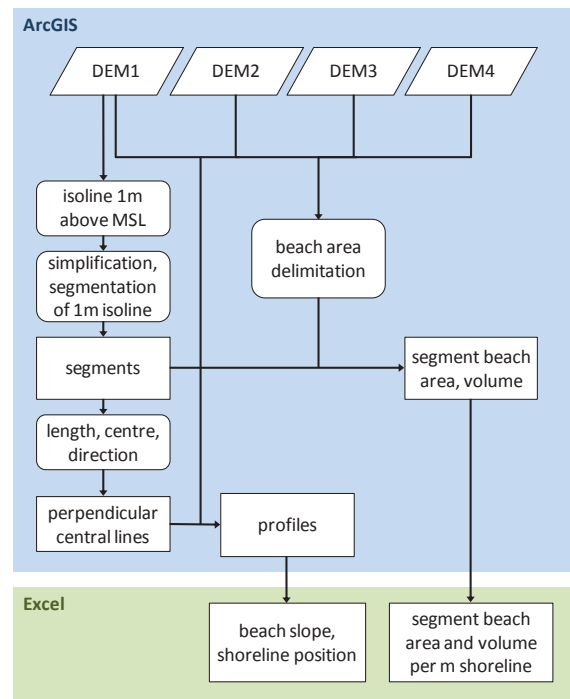 ArcGIS
DEM1
DEM2
DEM3
DEM4
isoline 1m
above MSL
beach area
delimitation
simplification,
segmentation
of 1m isoline
segments
segment beach
area, volume
length, centre,
direction
perpendicular
central lines
profiles
Excel
beach slope,
shoreline position
segment beach
area and volume
per m shoreline